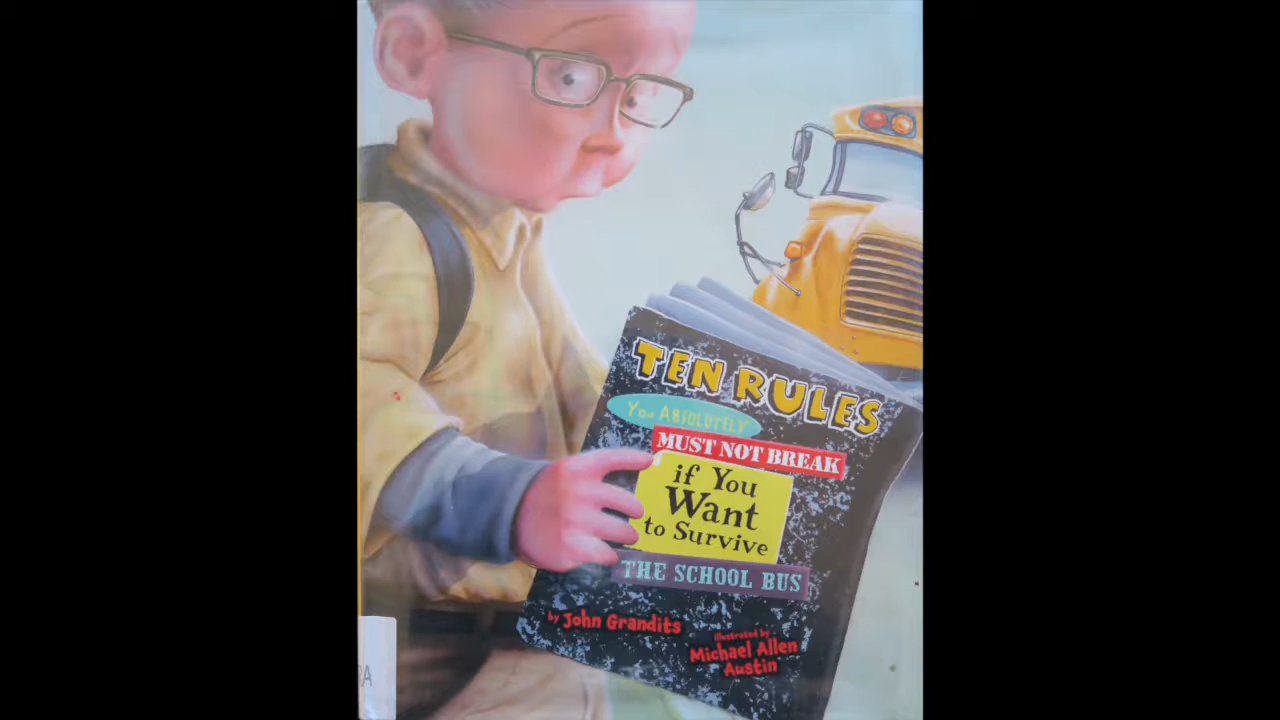 TEN RULES
You ABSOLUTELY
MUST NOT BREAK
if You
Want
to Survive
THE SCHOOL BUS
by John Grandits
illustrated by
Michael Allen
Austin